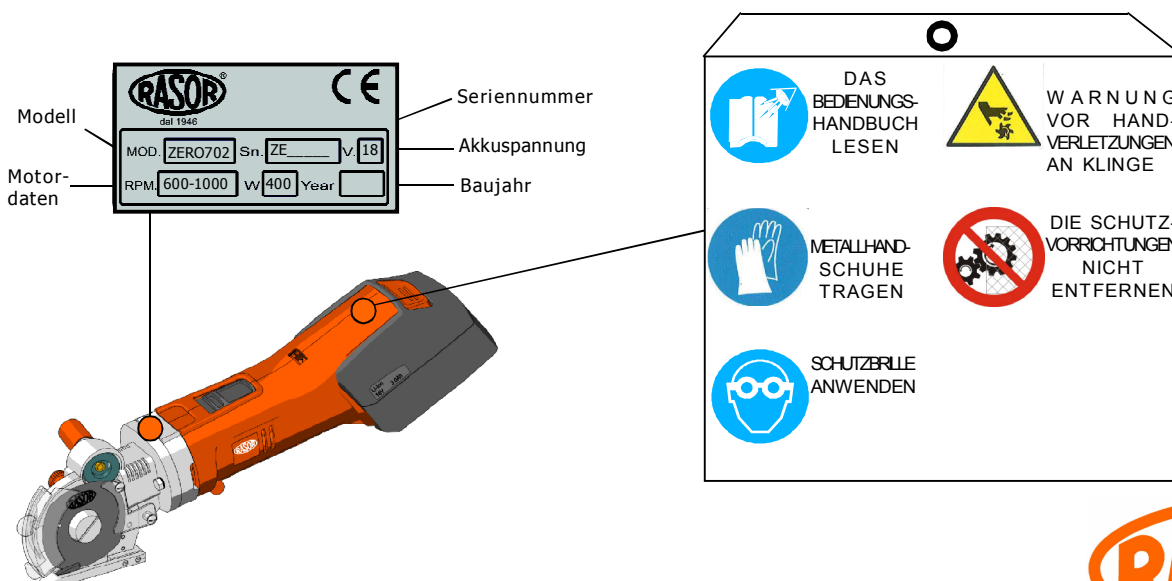 RASOR®
dal 1946
CE
MOD. ZERO702 Sn. ZE_____ V. 18
RPM. 600-1000 W 400 Year
Modell
Motor-
daten
Seriennummer
Akkuspannung
Baujahr
DAS
BEDIENUNGS-
HANDBUCH
LESEN
WARNUNG
VOR HAND-
VERLETZUNGEN
AN KLINGE
METALLHAND-
SCHUHE
TRAGEN
DIE SCHUTZ-
VORRICHTUNGEN
NICHT
ENTFERNEN
SCHUTZBRILLE
ANWENDEN
RASOR
RASOR